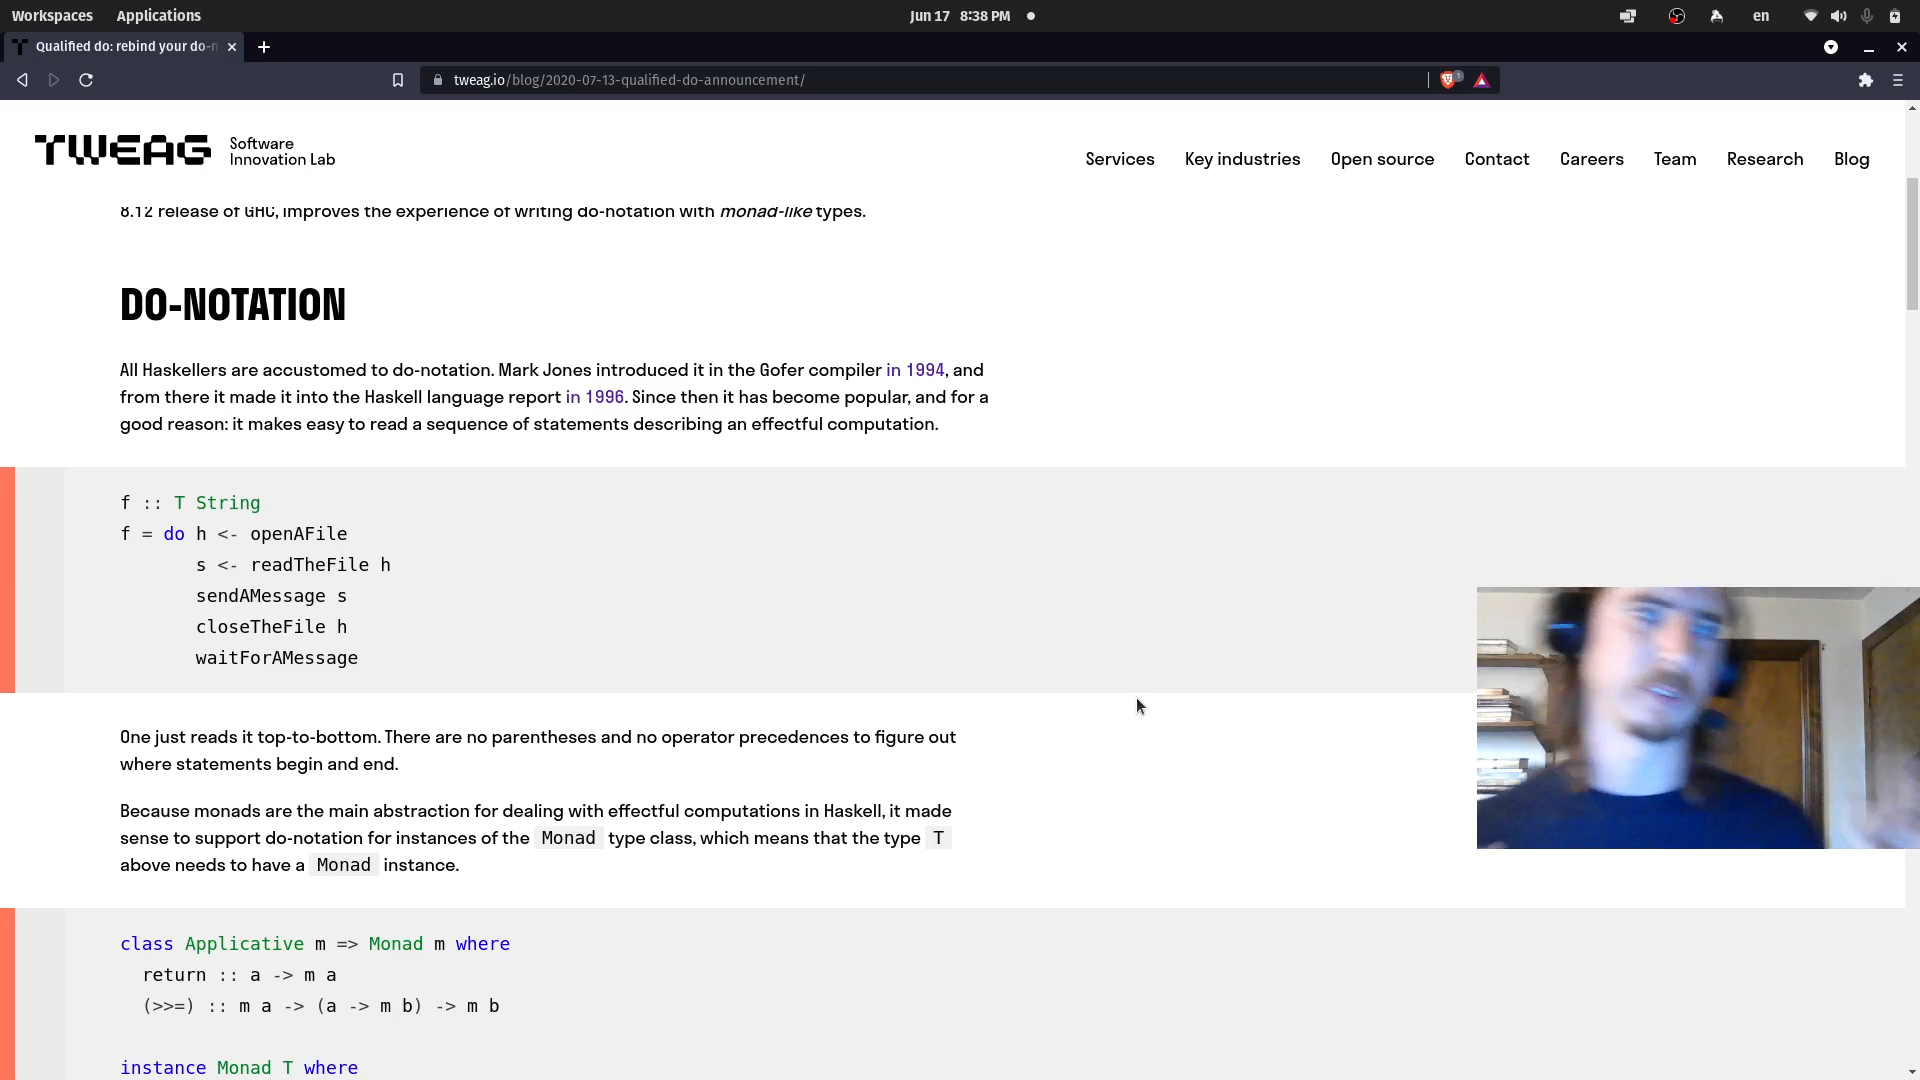 Workspaces Applications Jun 17 8:38 PM en
Qualified do: rebind your do-n
tweag.io/blog/2020-07-13-qualified-do-announcement/
TWEAG Software
Innovation Lab
Services Key industries Open source Contact Careers Team Research Blog
8.12 release of GHC, improves the experience of writing do-notation with monad-like types.
DO-NOTATION
All Haskellers are accustomed to do-notation. Mark Jones introduced it in the Gofer compiler in 1994, and
from there it made it into the Haskell language report in 1996. Since then it has become popular, and for a
good reason: it makes easy to read a sequence of statements describing an effectful computation.
f :: T String
f = do h <- openAFile
s <- readTheFile h
sendAMessage s
closeTheFile h
waitForAMessage
One just reads it top-to-bottom. There are no parentheses and no operator precedences to figure out
where statements begin and end.
Because monads are the main abstraction for dealing with effectful computations in Haskell, it made
sense to support do-notation for instances of the Monad type class, which means that the type T
above needs to have a Monad instance.
class Applicative m => Monad m where
return :: a -> m a
(>>=) :: m a -> (a -> m b) -> m b
instance Monad T where